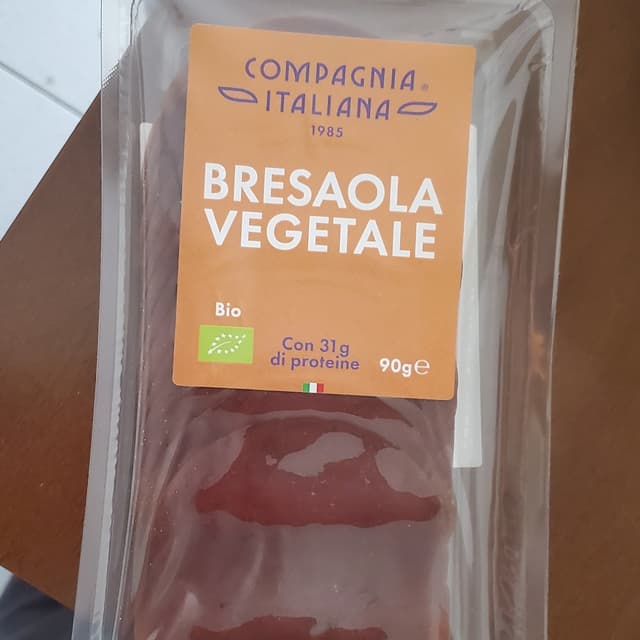 COMPAGNIA®
ITALIANA
1985
BRESAOLA
VEGETALE
Bio
Con 31g
di proteine
90g℮